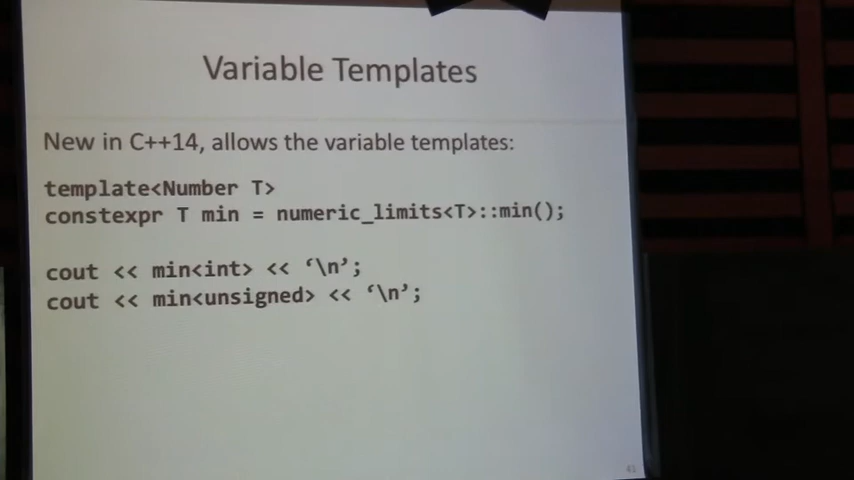 Variable Templates
New in C++14, allows the variable templates:
template<Number T>
constexpr T min = numeric_limits<T>::min();
cout << min<int> << ‘\n’;
cout << min<unsigned> << ‘\n’;
41